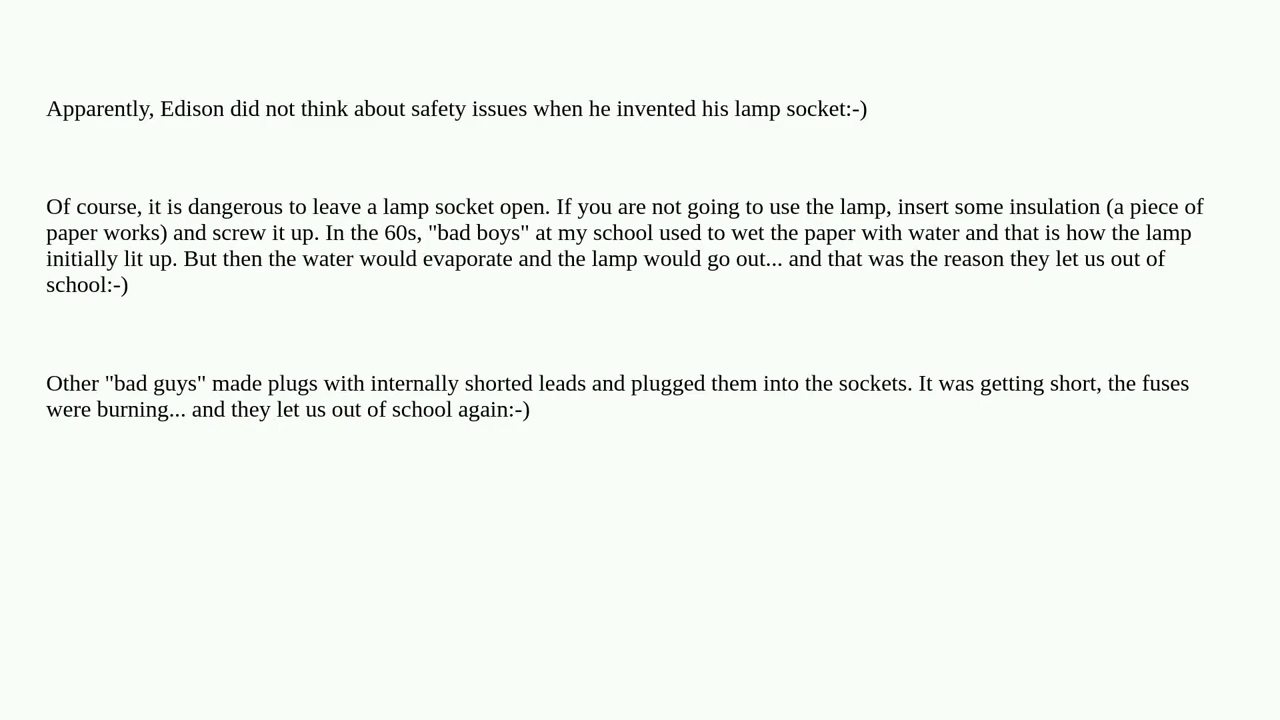 Apparently, Edison did not think about safety issues when he invented his lamp socket:-)
Of course, it is dangerous to leave a lamp socket open. If you are not going to use the lamp, insert some insulation (a piece of
paper works) and screw it up. In the 60s, "bad boys" at my school used to wet the paper with water and that is how the lamp
initially lit up. But then the water would evaporate and the lamp would go out... and that was the reason they let us out of
school:-)
Other "bad guys" made plugs with internally shorted leads and plugged them into the sockets. It was getting short, the fuses
were burning... and they let us out of school again:-)